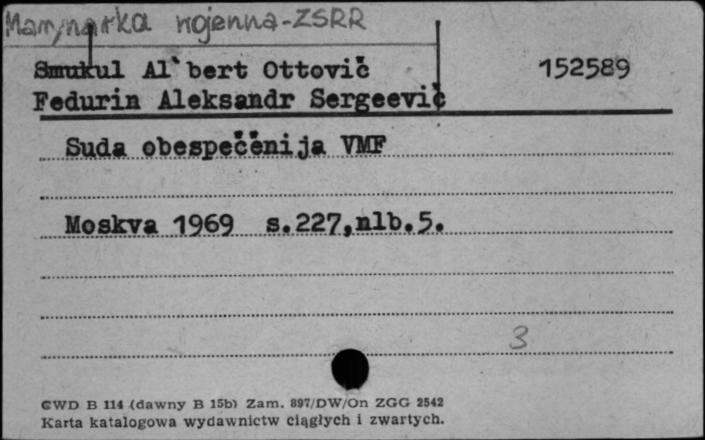 Marynarka wojenna-ZSRR
Smukul Al`bert Ottovič
152589
Fedurin Aleksandr Sergeevič
Suda obespečěnija VMF
Moskva 1969 s.227,nlb.5.
3
CWD B 114 (dawny B 15b) Zam. 897/DW/On ZGG 2542
Karta katalogowa wydawnictw ciągłych i zwartych.